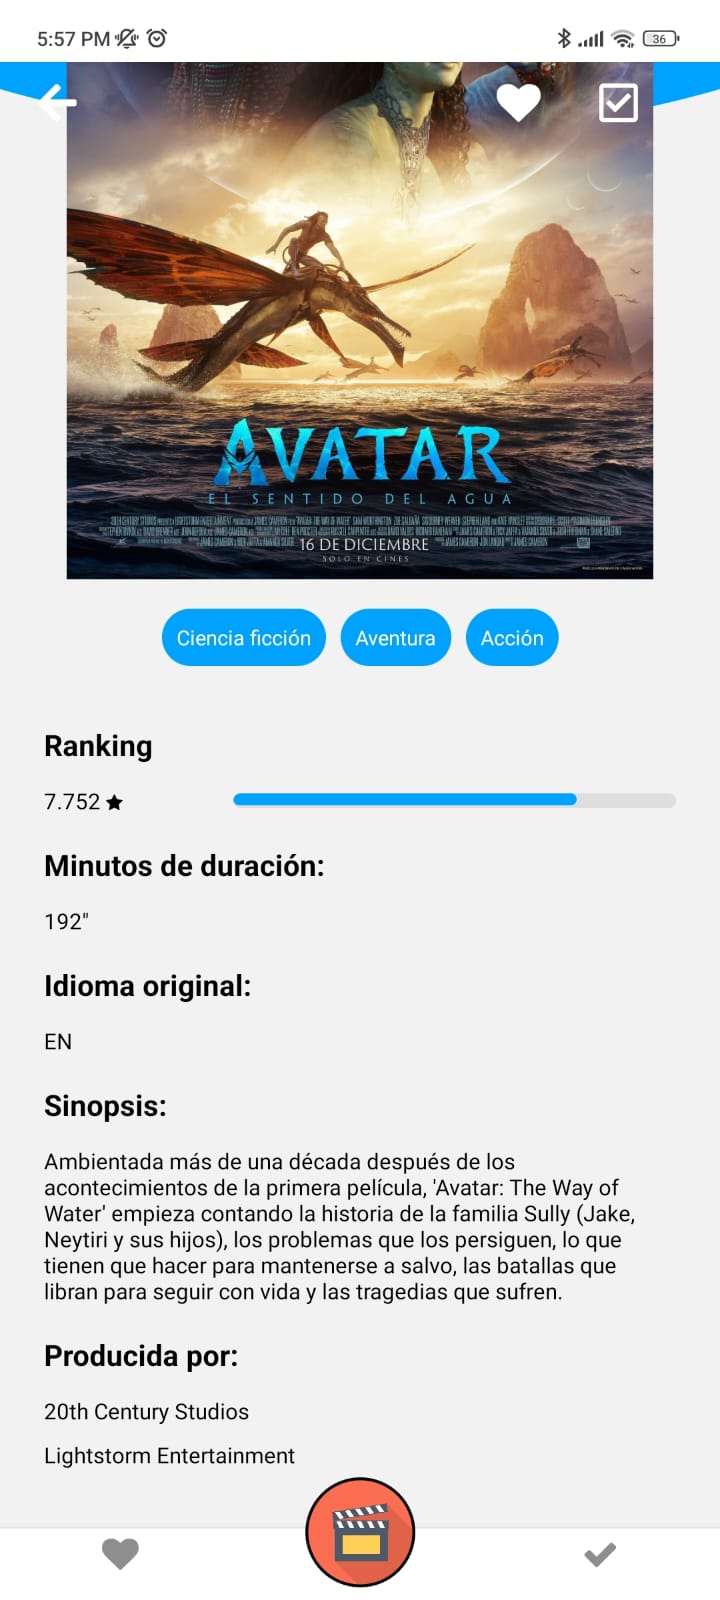 5:57 PM
36
AVATAR
EL SENTIDO DEL AGUA
16 DE DICIEMBRE
SOLO EN CINES
Ciencia ficción
Aventura
Acción
Ranking
7.752
Minutos de duración:
192"
Idioma original:
EN
Sinopsis:
Ambientada más de una década después de los
acontecimientos de la primera película, 'Avatar: The Way of
Water' empieza contando la historia de la familia Sully (Jake,
Neytiri y sus hijos), los problemas que los persiguen, lo que
tienen que hacer para mantenerse a salvo, las batallas que
libran para seguir con vida y las tragedias que sufren.
Producida por:
20th Century Studios
Lightstorm Entertainment